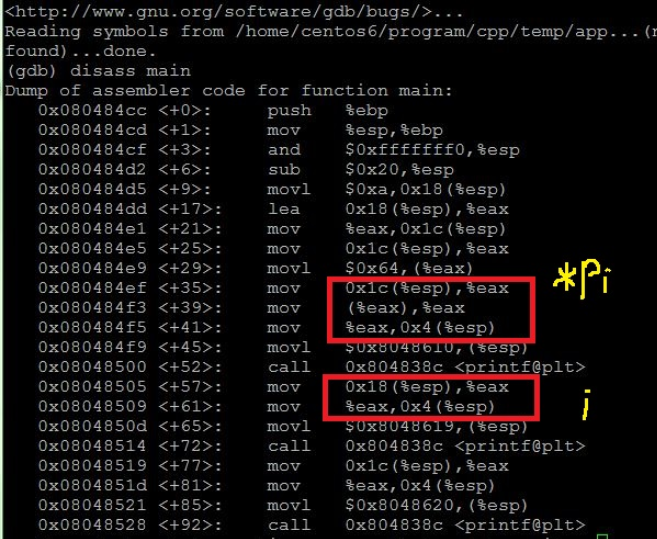 <http://www.gnu.org/software/gdb/bugs/>...
Reading symbols from /home/centos6/program/cpp/temp/app...(n
found)...done.
(gdb) disass main
Dump of assembler code for function main:
0x080484cc <+0>: push %ebp
0x080484cd <+1>: mov %esp,%ebp
0x080484cf <+3>: and $0xfffffff0,%esp
0x080484d2 <+6>: sub $0x20,%esp
0x080484d5 <+9>: movl $0xa,0x18(%esp)
0x080484dd <+17>: lea 0x18(%esp),%eax
0x080484e1 <+21>: mov %eax,0x1c(%esp)
0x080484e5 <+25>: mov 0x1c(%esp),%eax
0x080484e9 <+29>: movl $0x64,(%eax)
0x080484ef <+35>: mov 0x1c(%esp),%eax *Pi
0x080484f3 <+39>: mov (%eax),%eax
0x080484f5 <+41>: mov %eax,0x4(%esp)
0x080484f9 <+45>: movl $0x8048610,(%esp)
0x08048500 <+52>: call 0x804838c <printf@plt>
0x08048505 <+57>: mov 0x18(%esp),%eax i
0x08048509 <+61>: mov %eax,0x4(%esp)
0x0804850d <+65>: movl $0x8048619,(%esp)
0x08048514 <+72>: call 0x804838c <printf@plt>
0x08048519 <+77>: mov 0x1c(%esp),%eax
0x0804851d <+81>: mov %eax,0x4(%esp)
0x08048521 <+85>: movl $0x8048620,(%esp)
0x08048528 <+92>: call 0x804838c <printf@plt>